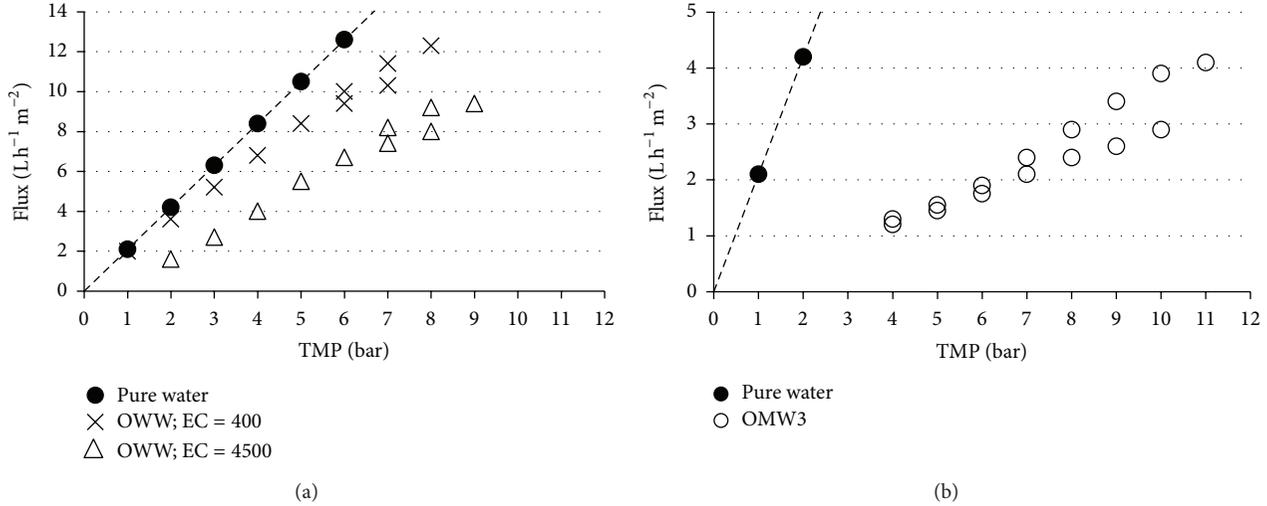 Flux (L h⁻¹ m⁻²)
14
12
10
8
6
4
2
0
0 1 2 3 4 5 6 7 8 9 10 11 12
TMP (bar)
Pure water
OWW; EC = 400
OWW; EC = 4500
(a)
Flux (L h⁻¹ m⁻²)
5
4
3
2
1
0
0 1 2 3 4 5 6 7 8 9 10 11 12
TMP (bar)
Pure water
OMW3
(b)